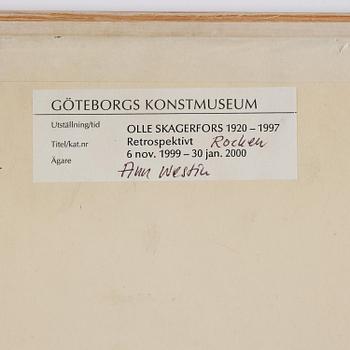 GÖTEBORGS KONSTMUSEUM
Utställning/tid OLLE SKAGERFORS 1920 – 1997
Titel/kat.nr Retrospektivt Rocken
Ägare 6 nov. 1999 – 30 jan. 2000
Ann Westin